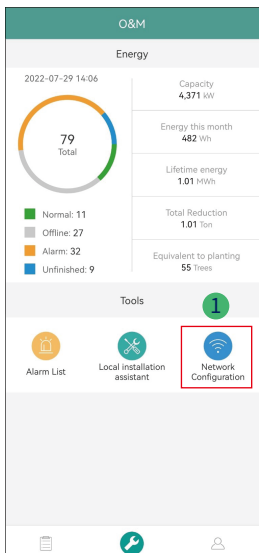 O&M
Energy
2022-07-29 14:06
79
Total
Normal: 11
Offline: 27
Alarm: 32
Unfinished: 9
Capacity
4,371 kW
Energy this month
482 Wh
Lifetime energy
1.01 MWh
Total Reduction
1.01 Ton
Equivalent to planting
55 Trees
Tools
1
Alarm List
Local installation
assistant
Network
Configuration